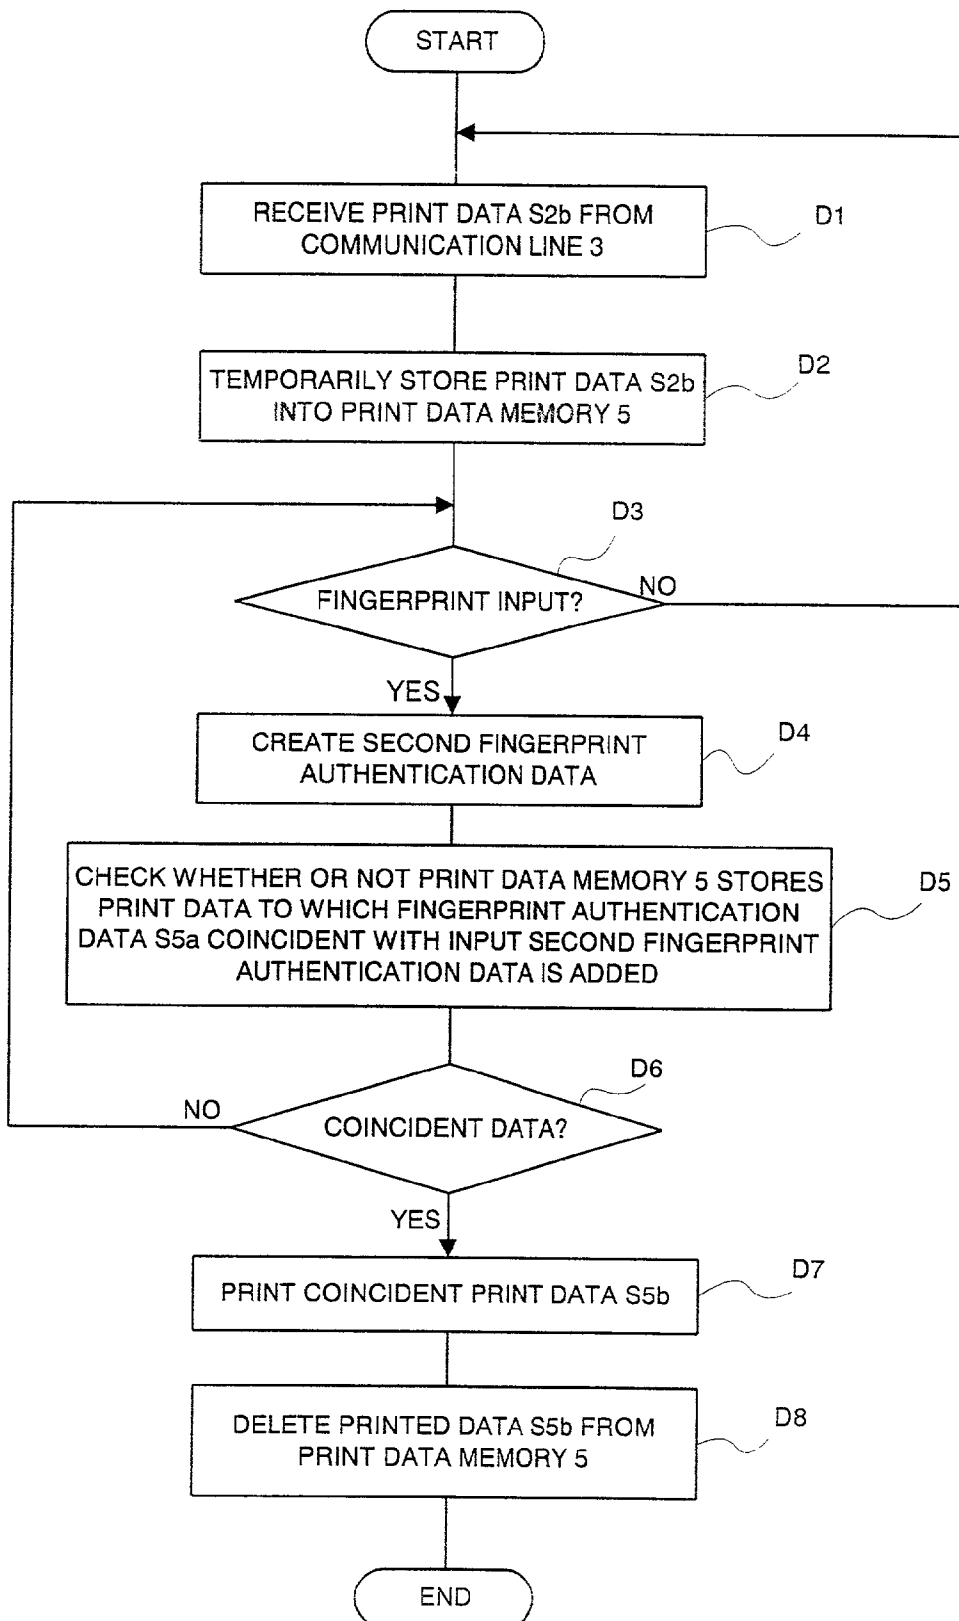 START
RECEIVE PRINT DATA S2b FROM
COMMUNICATION LINE 3
D1
TEMPORARILY STORE PRINT DATA S2b
INTO PRINT DATA MEMORY 5
D2
D3
FINGERPRINT INPUT?
NO
YES
CREATE SECOND FINGERPRINT
AUTHENTICATION DATA
D4
CHECK WHETHER OR NOT PRINT DATA MEMORY 5 STORES
PRINT DATA TO WHICH FINGERPRINT AUTHENTICATION
DATA S5a COINCIDENT WITH INPUT SECOND FINGERPRINT
AUTHENTICATION DATA IS ADDED
D5
D6
NO
COINCIDENT DATA?
YES
PRINT COINCIDENT PRINT DATA S5b
D7
DELETE PRINTED DATA S5b FROM
PRINT DATA MEMORY 5
D8
END